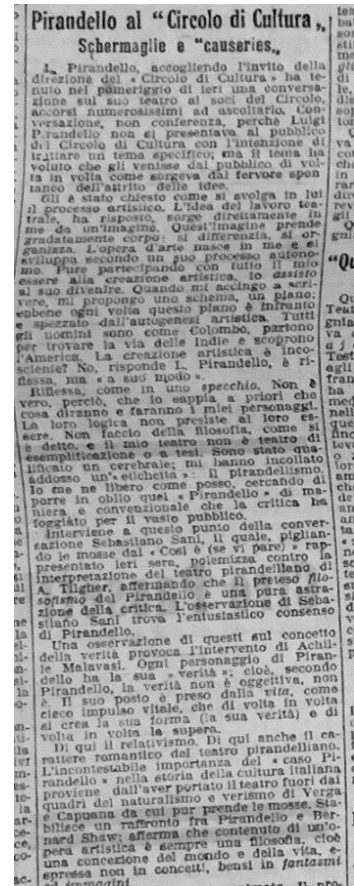 Pirandello al “ Circolo di Cultura „
Schermaglie e “causeries„
L. Pirandello, accogliendo l'invito della
direzione del « Circolo di Cultura » ha te-
nuto nel pomeriggio di ieri una conversa-
zione sul suo teatro ai soci del Circolo,
accorsi numerosissimi ad ascoltarlo. Con-
versazione, non conferenza, perchè Luigi
Pirandello non si presentava al pubblico
del Circolo di Cultura con l'intenzione di
trattare un tema specifico; ma il tema ha
voluto che gli venisse dal pubblico di vol-
ta in volta come sorgeva dal fervore spon
taneo dell'attrito delle idee.
Gli è stato chiesto come si svolga in lui
il processo artistico. L'idea del lavoro tea-
trale, ha risposto, sorge direttamente in
me da un'imagine. Quest'imagine prende
gradatamente corpo: si differenzia, si or-
ganizza. L'opera d'arte nasce in me e si
sviluppa secondo un suo processo autono-
mo. Pure partecipando con tutto il mio
essere alla creazione artistica, io assisto
al suo divenire. Quando mi accingo a scri-
vere, mi propongo uno schema, un piano:
ebbene ogni volta questo piano è infranto
e spezzato dall'autogenesi artistica. Tutti
gli uomini sono come Colombo, partono
per trovare la via delle Indie e scoprono
l'America. La creazione artistica è inco-
sciente? No, risponde L. Pirandello, è ri-
flessa, ma « a suo modo ».
Riflessa, come in uno specchio. Non è
vero, perciò, che io sappia a priori che
cosa diranno e faranno i miei personaggi.
La loro logica non preesiste al loro es-
sere. Non faccio della filosofia, come si
è detto, e il mio teatro non è teatro di
esemplificazione o a tesi. Sono stato qua-
lificato un cerebrale; mi hanno incollato
addosso un'« etichetta »: il pirandellismo.
Io me ne libero come posso, cercando di
porre in oblio quel « Pirandello » di ma-
niera e convenzionale che la critica ha
foggiato per il vasto pubblico.
Interviene a questo punto della conver-
sazione Sebastiano Sani, il quale, piglian-
do le mosse dal « Così è (se vi pare) » rap-
presentato ieri sera, polemizza contro la
interpretazione del teatro pirandelliano di
A. Tilgher, affermando che il preteso filo-
sofismo del Pirandello è una pura astra-
zione della critica. L'osservazione di Seba-
stiano Sani trova l'entusiastico consenso
di Pirandello.
Una osservazione di questi sul concetto
della verità provoca l'intervento di Achil-
le Malavasi. Ogni personaggio di Piran-
dello ha la sua « verità »; cioè, secondo
la Pirandello, la verità non è oggettiva, non
è. Il suo posto è preso dalla vita, come
cieco impulso vitale, che di volta in volta
si crea la sua forma (la sua verità) e di
volta in volta la supera.
Di qui il relativismo. Di qui anche il ca-
rattere romantico del teatro pirandelliano.
L'incontestabile importanza del « caso Pi-
randello » nella storia della cultura italiana
proviene dall'aver portato il teatro fuori dai
quadri del naturalismo e verismo di Verga
e Capuana da cui pur prende le mosse. Sta-
bilisce un raffronto fra Pirandello e Ber-
nard Shaw; afferma che contenuto di un'o-
pera artistica è sempre una filosofia, cioè
una concezione del mondo e della vita, e-
spressa non in concetti, bensì in fantasmi
ed immagini